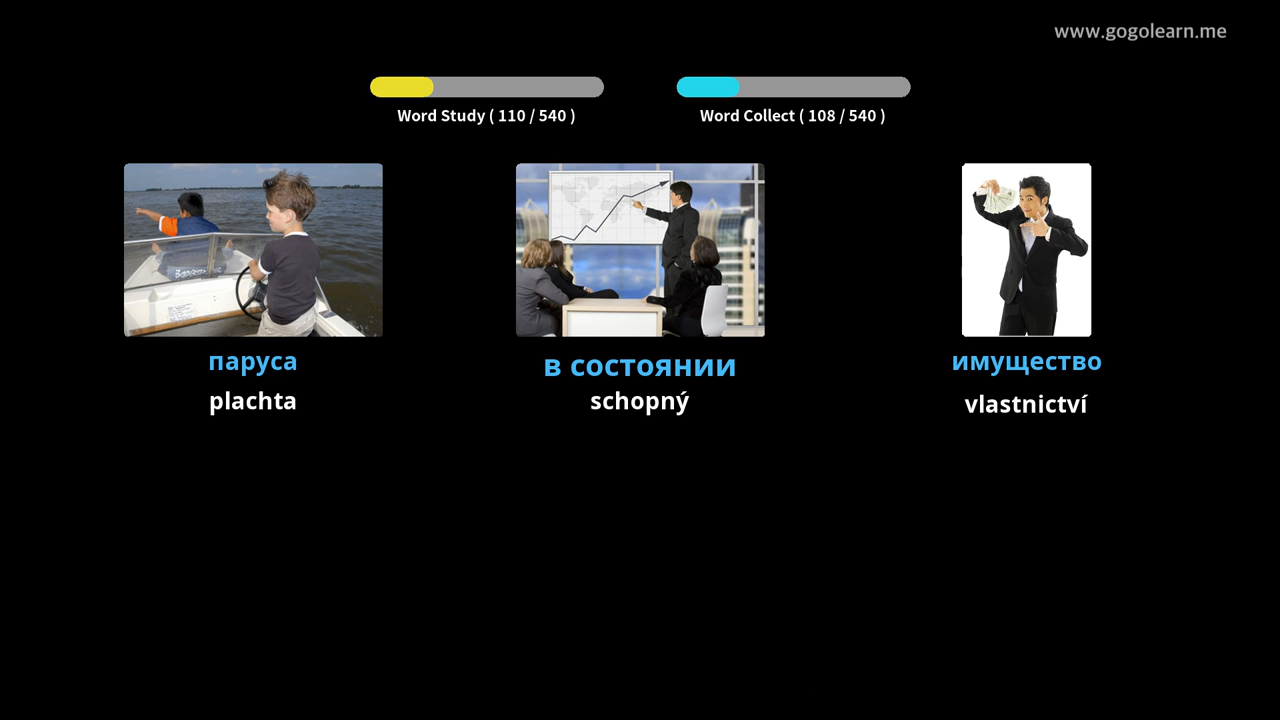 www.gogolearn.me
Word Study ( 110 / 540 )
Word Collect ( 108 / 540 )
паруса
в состоянии
имущество
plachta
schopný
vlastnictví